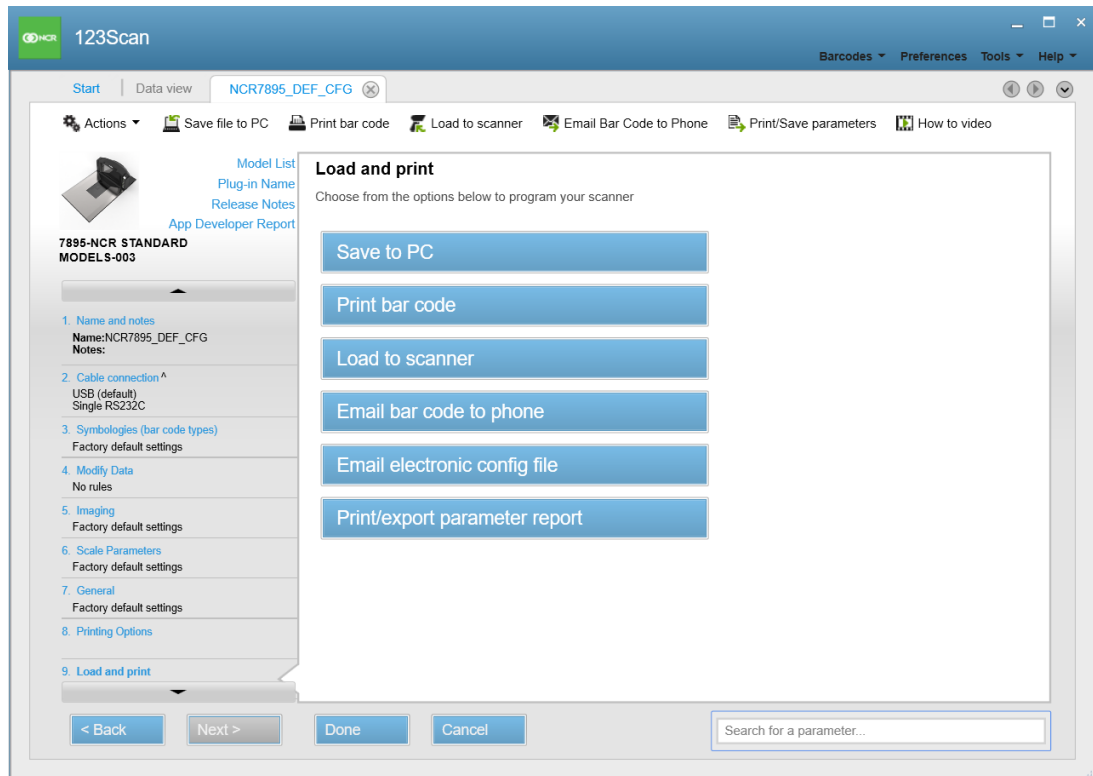 NCR
123Scan
Barcodes Preferences Tools Help
Start Data view NCR7895_DEF_CFG
Actions Save file to PC Print bar code Load to scanner Email Bar Code to Phone Print/Save parameters How to video
Model List
Plug-in Name
Release Notes
App Developer Report
7895-NCR STANDARD
MODELS-003
1. Name and notes
Name:NCR7895_DEF_CFG
Notes:
2. Cable connection ^
USB (default)
Single RS232C
3. Symbologies (bar code types)
Factory default settings
4. Modify Data
No rules
5. Imaging
Factory default settings
6. Scale Parameters
Factory default settings
7. General
Factory default settings
8. Printing Options
9. Load and print
Load and print
Choose from the options below to program your scanner
Save to PC
Print bar code
Load to scanner
Email bar code to phone
Email electronic config file
Print/export parameter report
< Back Next > Done Cancel Search for a parameter...